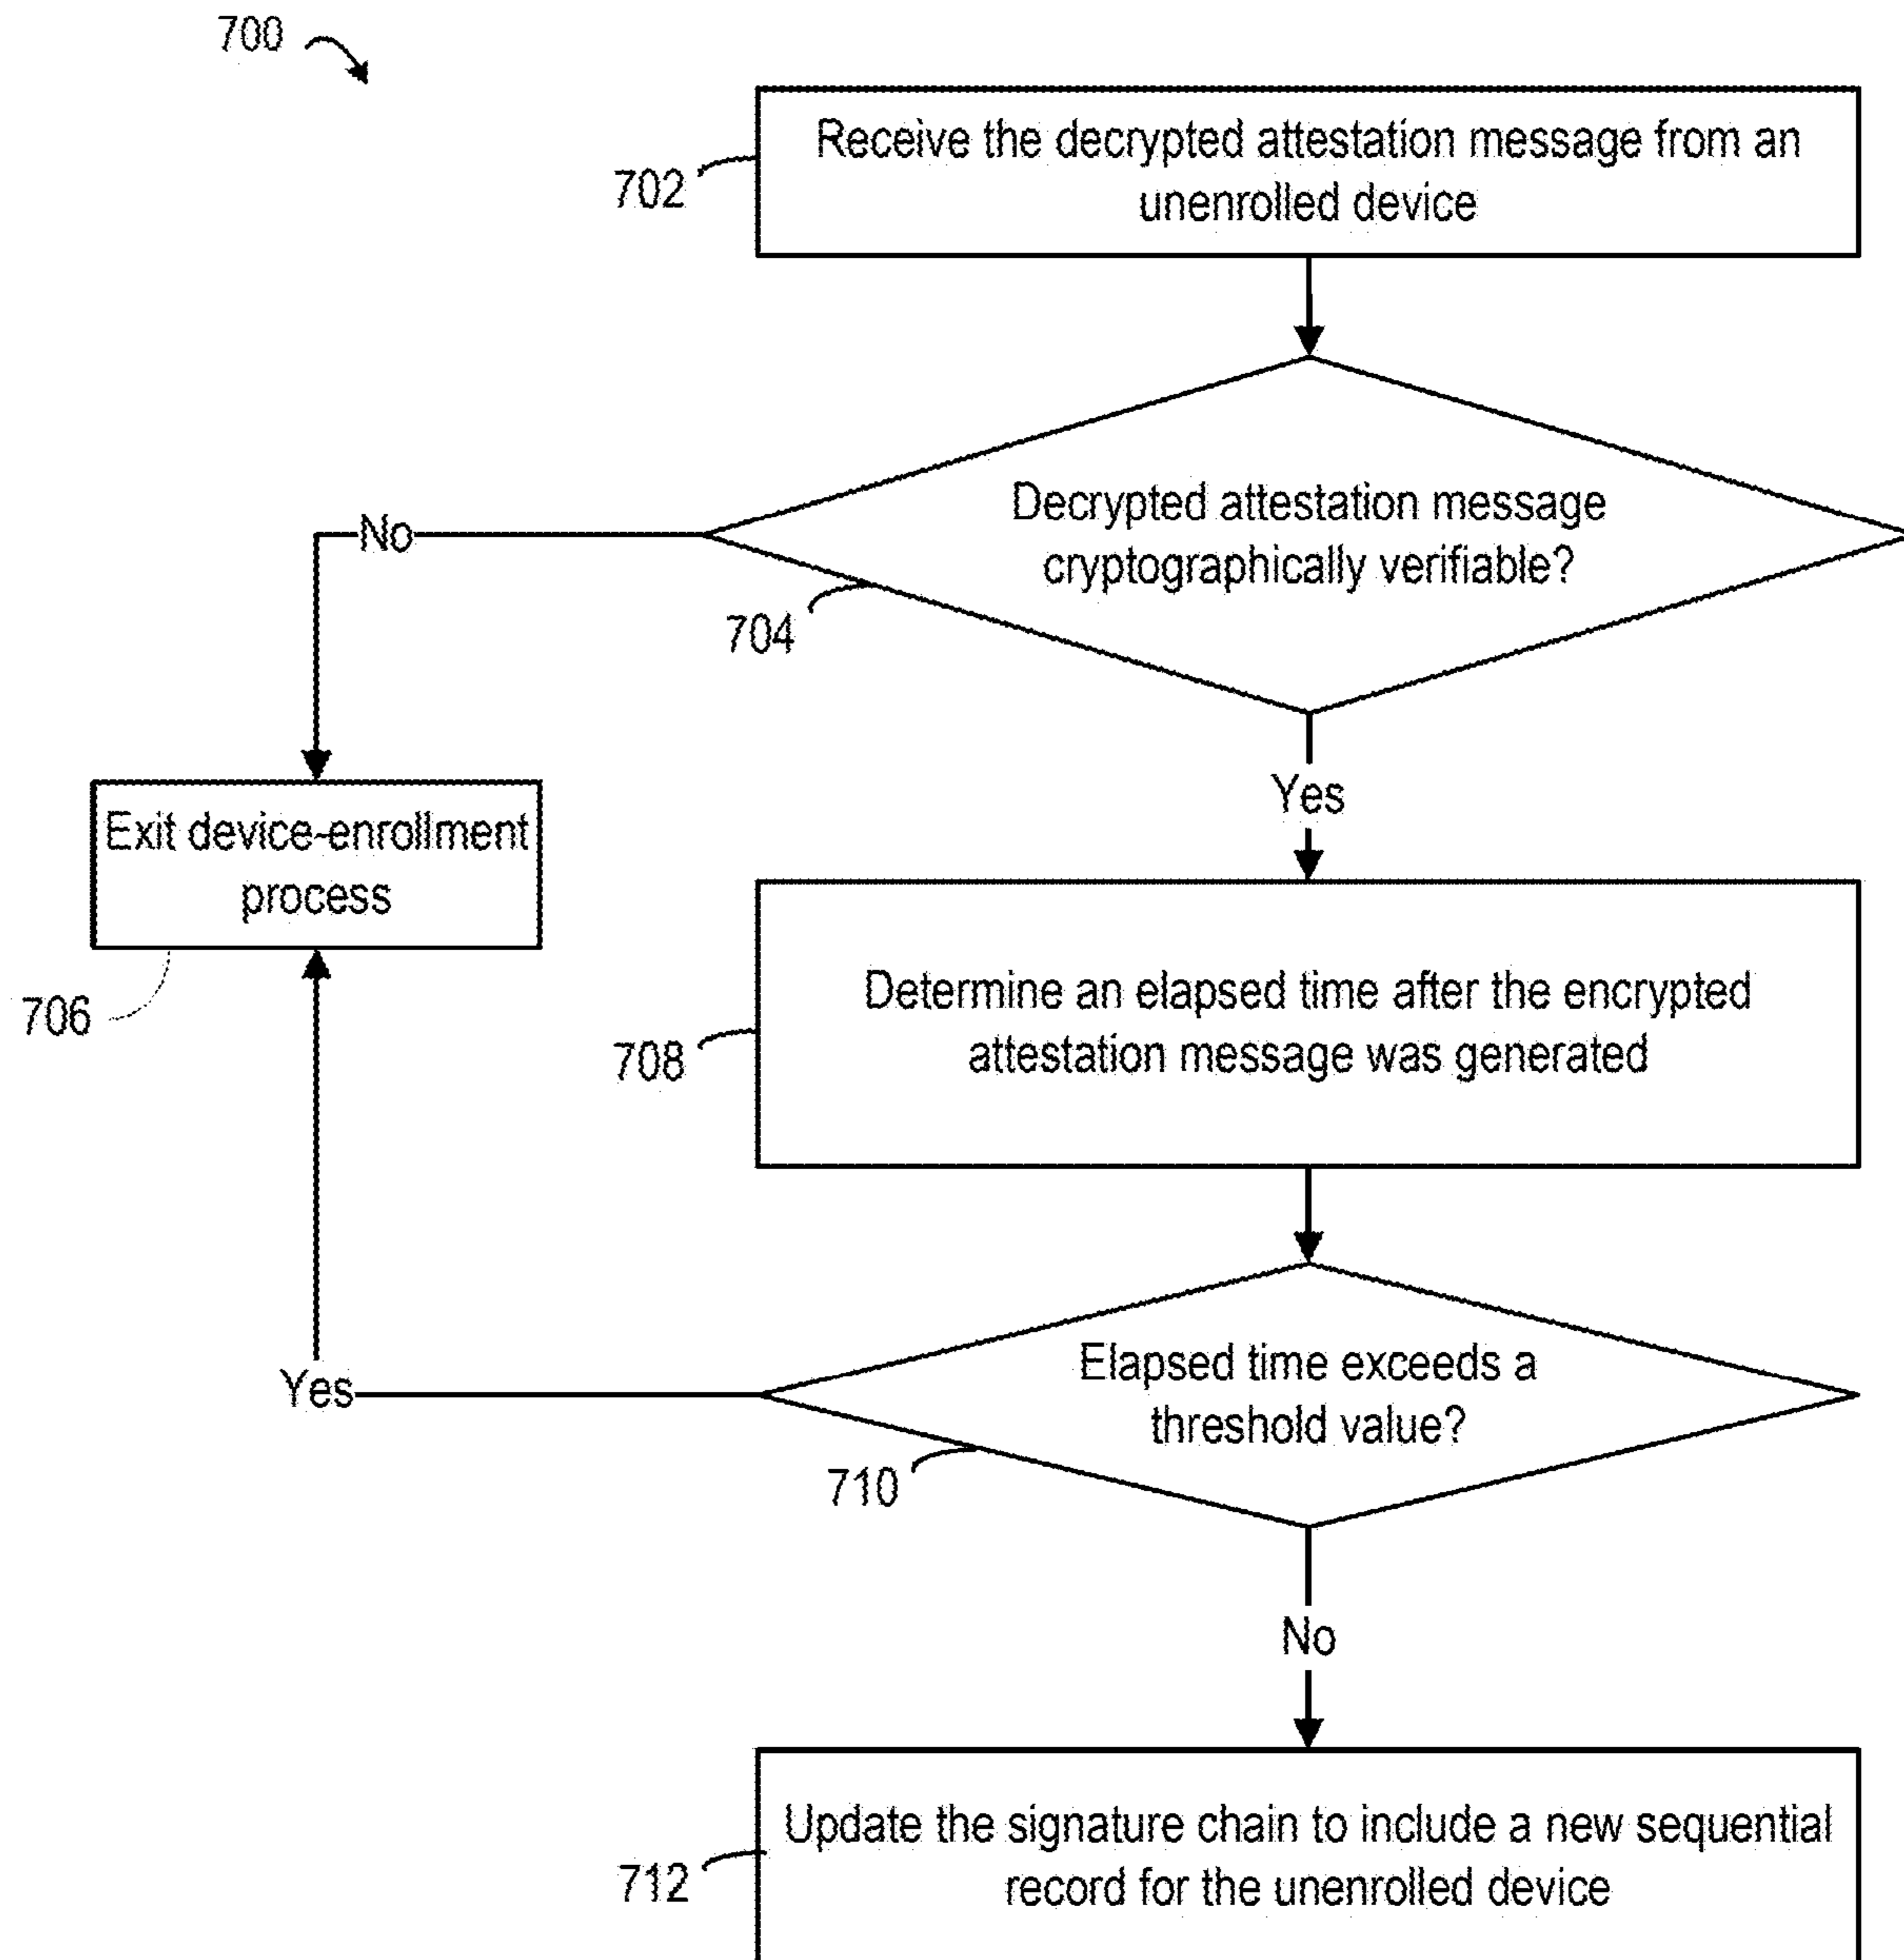 700
Receive the decrypted attestation message from an
unenrolled device
702
Decrypted attestation message
cryptographically verifiable?
No
704
Yes
Exit device-enrollment
process
706
Determine an elapsed time after the encrypted
attestation message was generated
708
Elapsed time exceeds a
threshold value?
Yes
710
No
Update the signature chain to include a new sequential
record for the unenrolled device
712